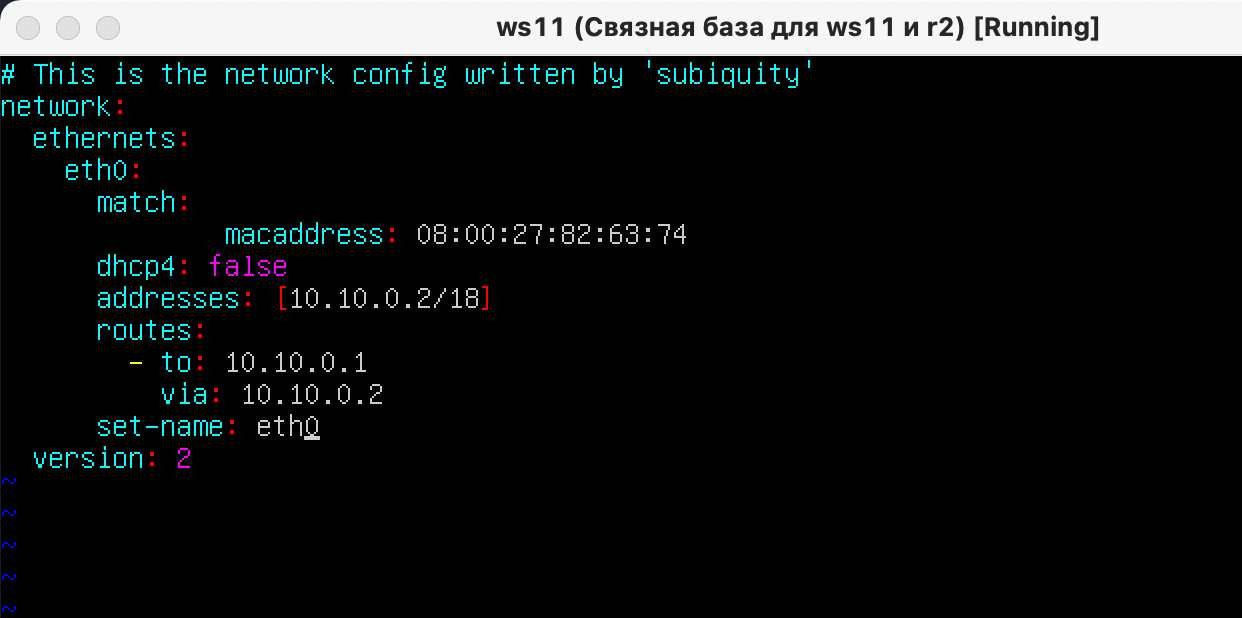 ws11 (Связная база для ws11 и r2) [Running]
# This is the network config written by 'subiquity'
network:
  ethernets:
    eth0:
      match:
              macaddress: 08:00:27:82:63:74
      dhcp4: false
      addresses: [10.10.0.2/18]
      routes:
        - to: 10.10.0.1
          via: 10.10.0.2
      set-name: eth0
  version: 2
~
~
~
~
~